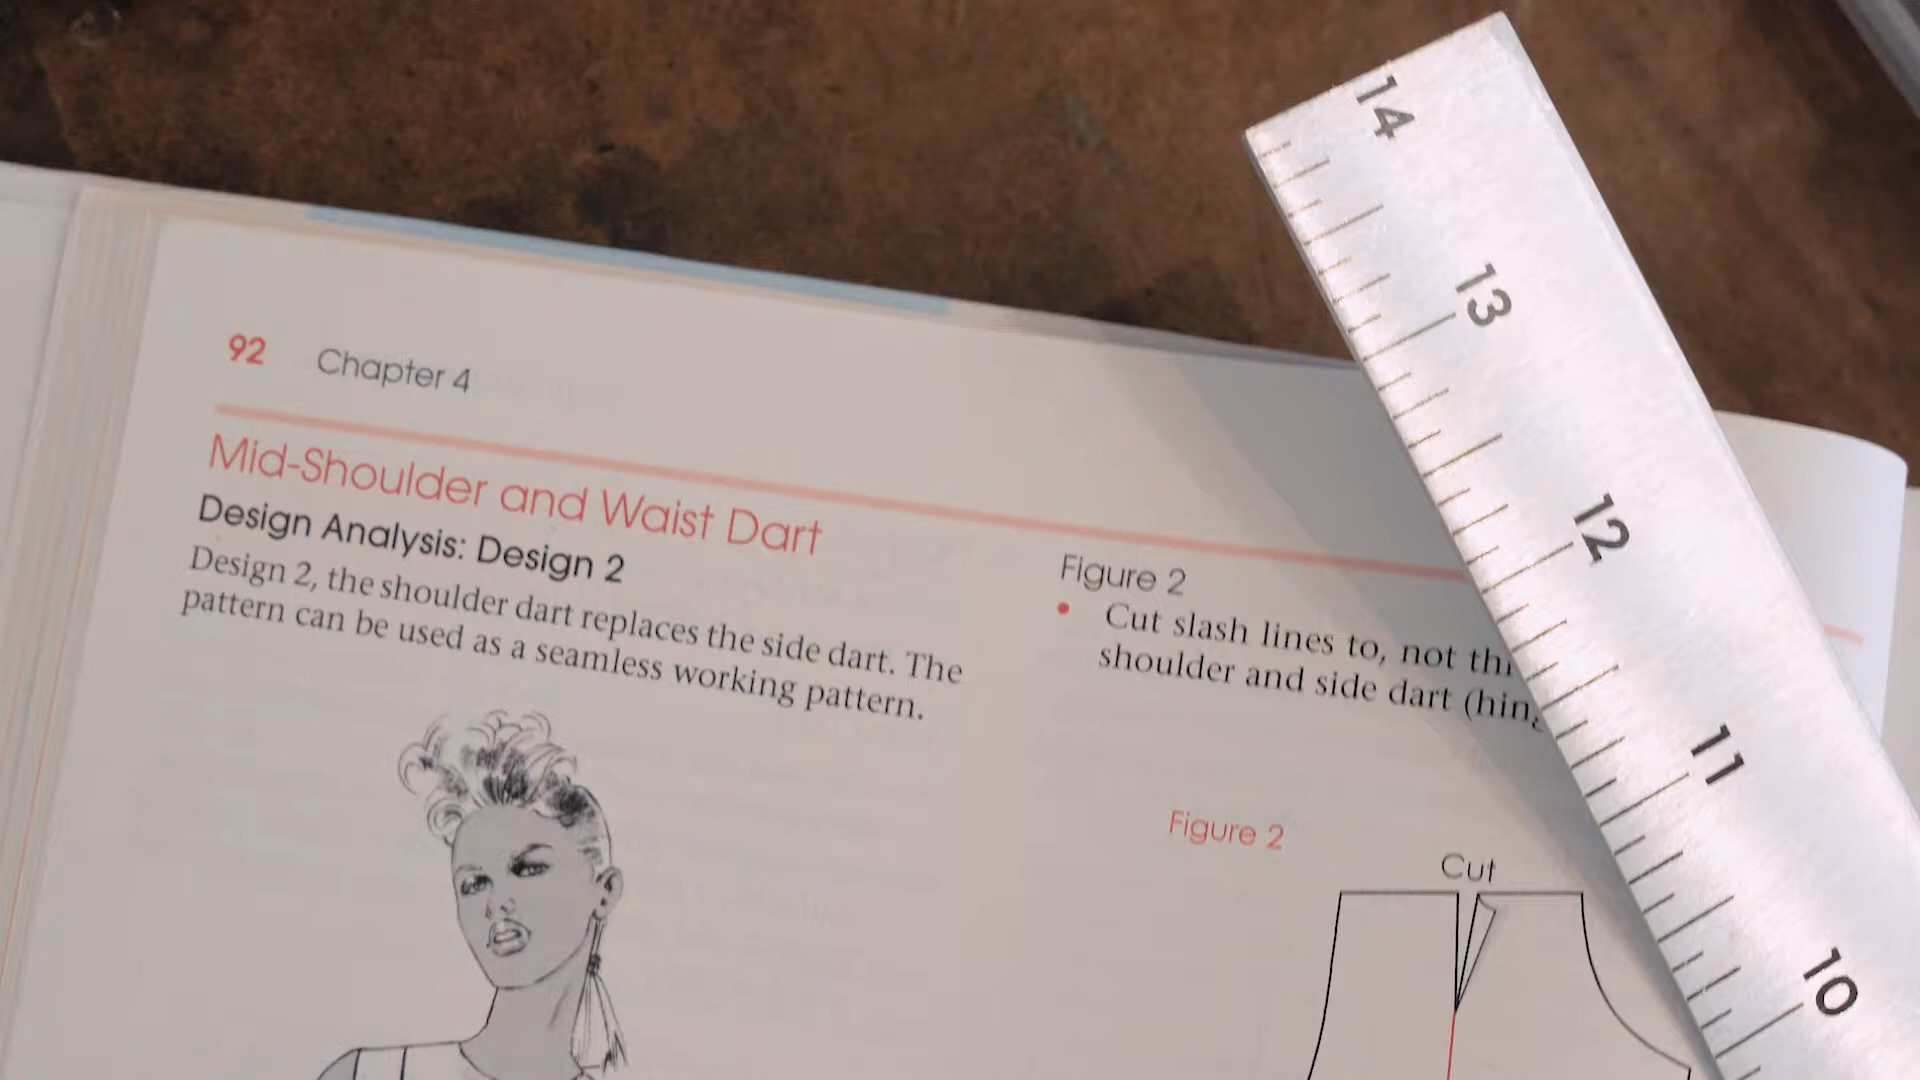 92 Chapter 4
Mid-Shoulder and Waist Dart
Design Analysis: Design 2
Design 2, the shoulder dart replaces the side dart. The
pattern can be used as a seamless working pattern.
Figure 2
• Cut slash lines to, not
shoulder and side dart
Figure 2
Cut
14
13
12
11
10